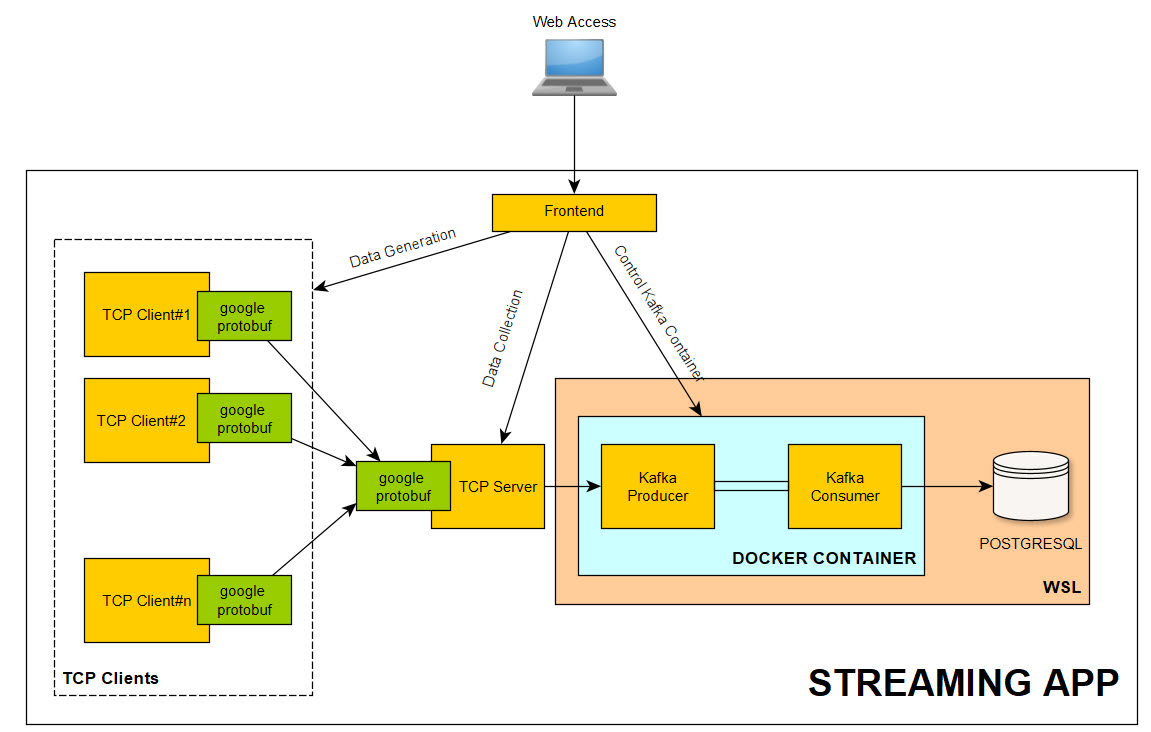 Web Access
Frontend
Data Generation
Data Collection
Control Kafka Container
TCP Client#1
google
protobuf
TCP Client#2
google
protobuf
TCP Client#n
google
protobuf
TCP Clients
google
protobuf
TCP Server
Kafka
Producer
Kafka
Consumer
DOCKER CONTAINER
POSTGRESQL
WSL
STREAMING APP